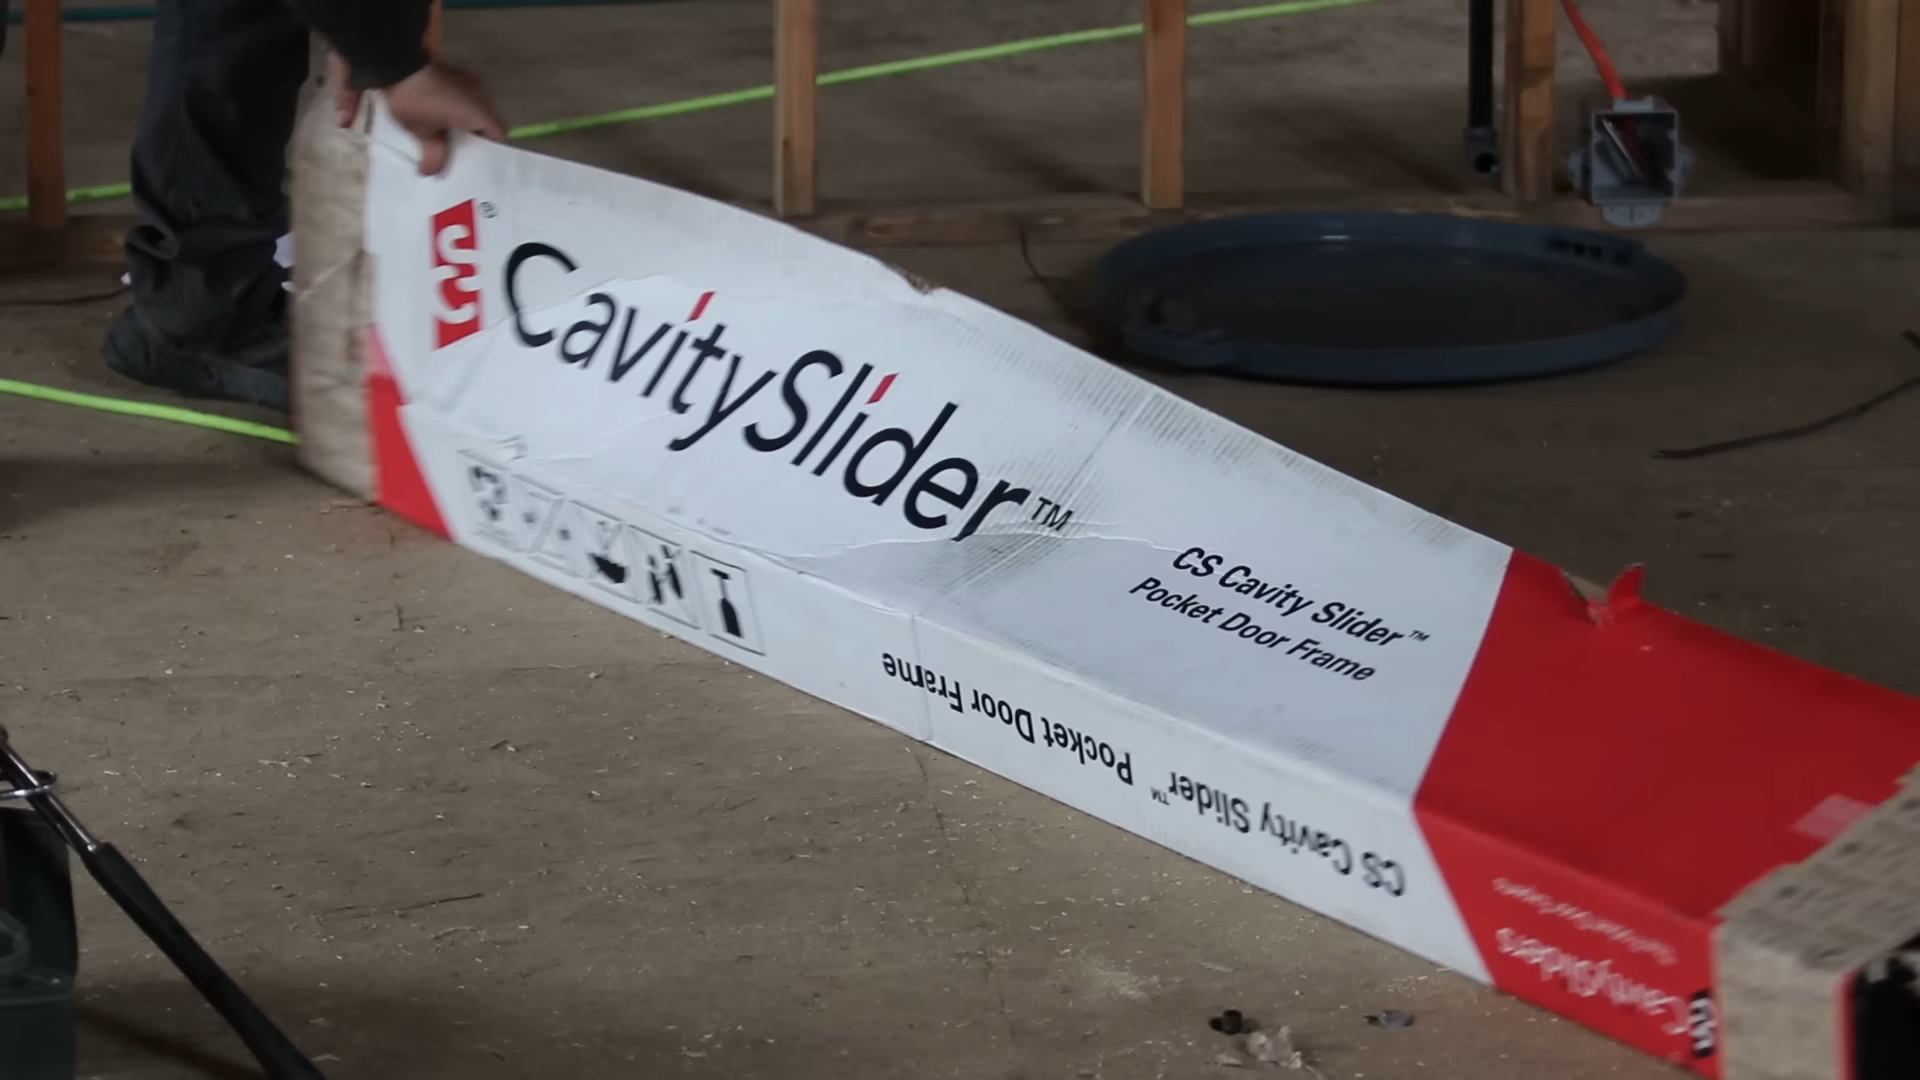 CS®
CavitySlider™
CS Cavity Slider™
Pocket Door Frame
CS Cavity Slider™ Pocket Door Frame
CavitySliders